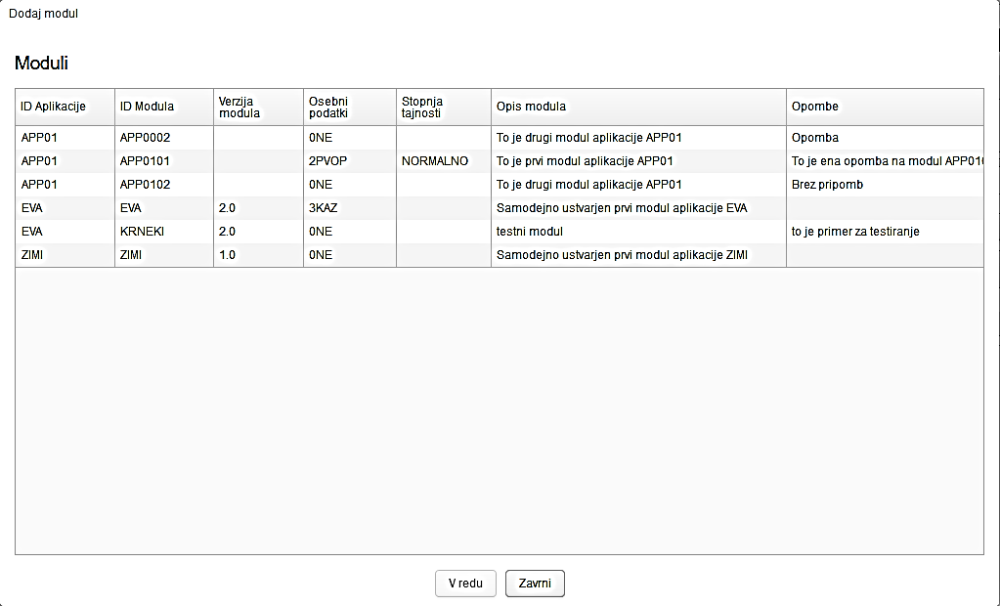 Dodaj modul
Moduli
ID Aplikacije ID Modula Verzija modula Osebni podatki Stopnja tajnosti Opis modula Opombe
APP01 APP0002 0NE To je drugi modul aplikacije APP01 Opomba
APP01 APP0101 2PVOP NORMALNO To je prvi modul aplikacije APP01 To je ena opomba na modul APP010
APP01 APP0102 0NE To je drugi modul aplikacije APP01 Brez pripomb
EVA EVA 2.0 3KAZ Samodejno ustvarjen prvi modul aplikacije EVA
EVA KRNEKI 2.0 0NE testni modul to je primer za testiranje
ZIMI ZIMI 1.0 0NE Samodejno ustvarjen prvi modul aplikacije ZIMI
V redu Zavrni